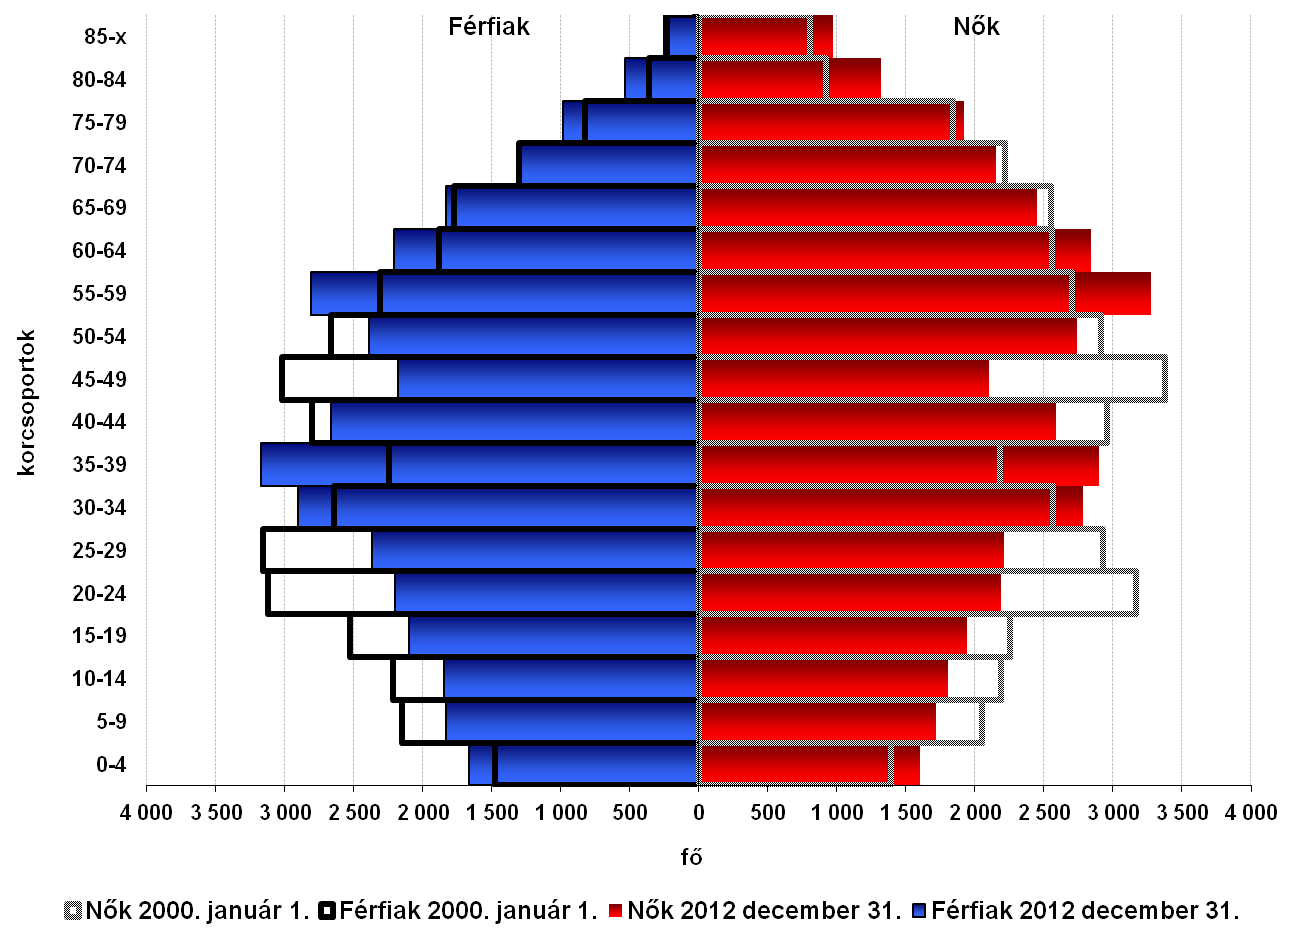 Férfiak Nők
85-x
80-84
75-79
70-74
65-69
60-64
55-59
50-54
45-49
40-44
35-39
30-34
25-29
20-24
15-19
10-14
5-9
0-4
korcsoportok
4 000 3 500 3 000 2 500 2 000 1 500 1 000 500 0 500 1 000 1 500 2 000 2 500 3 000 3 500 4 000
fő
Nők 2000. január 1. Férfiak 2000. január 1. Nők 2012 december 31. Férfiak 2012 december 31.